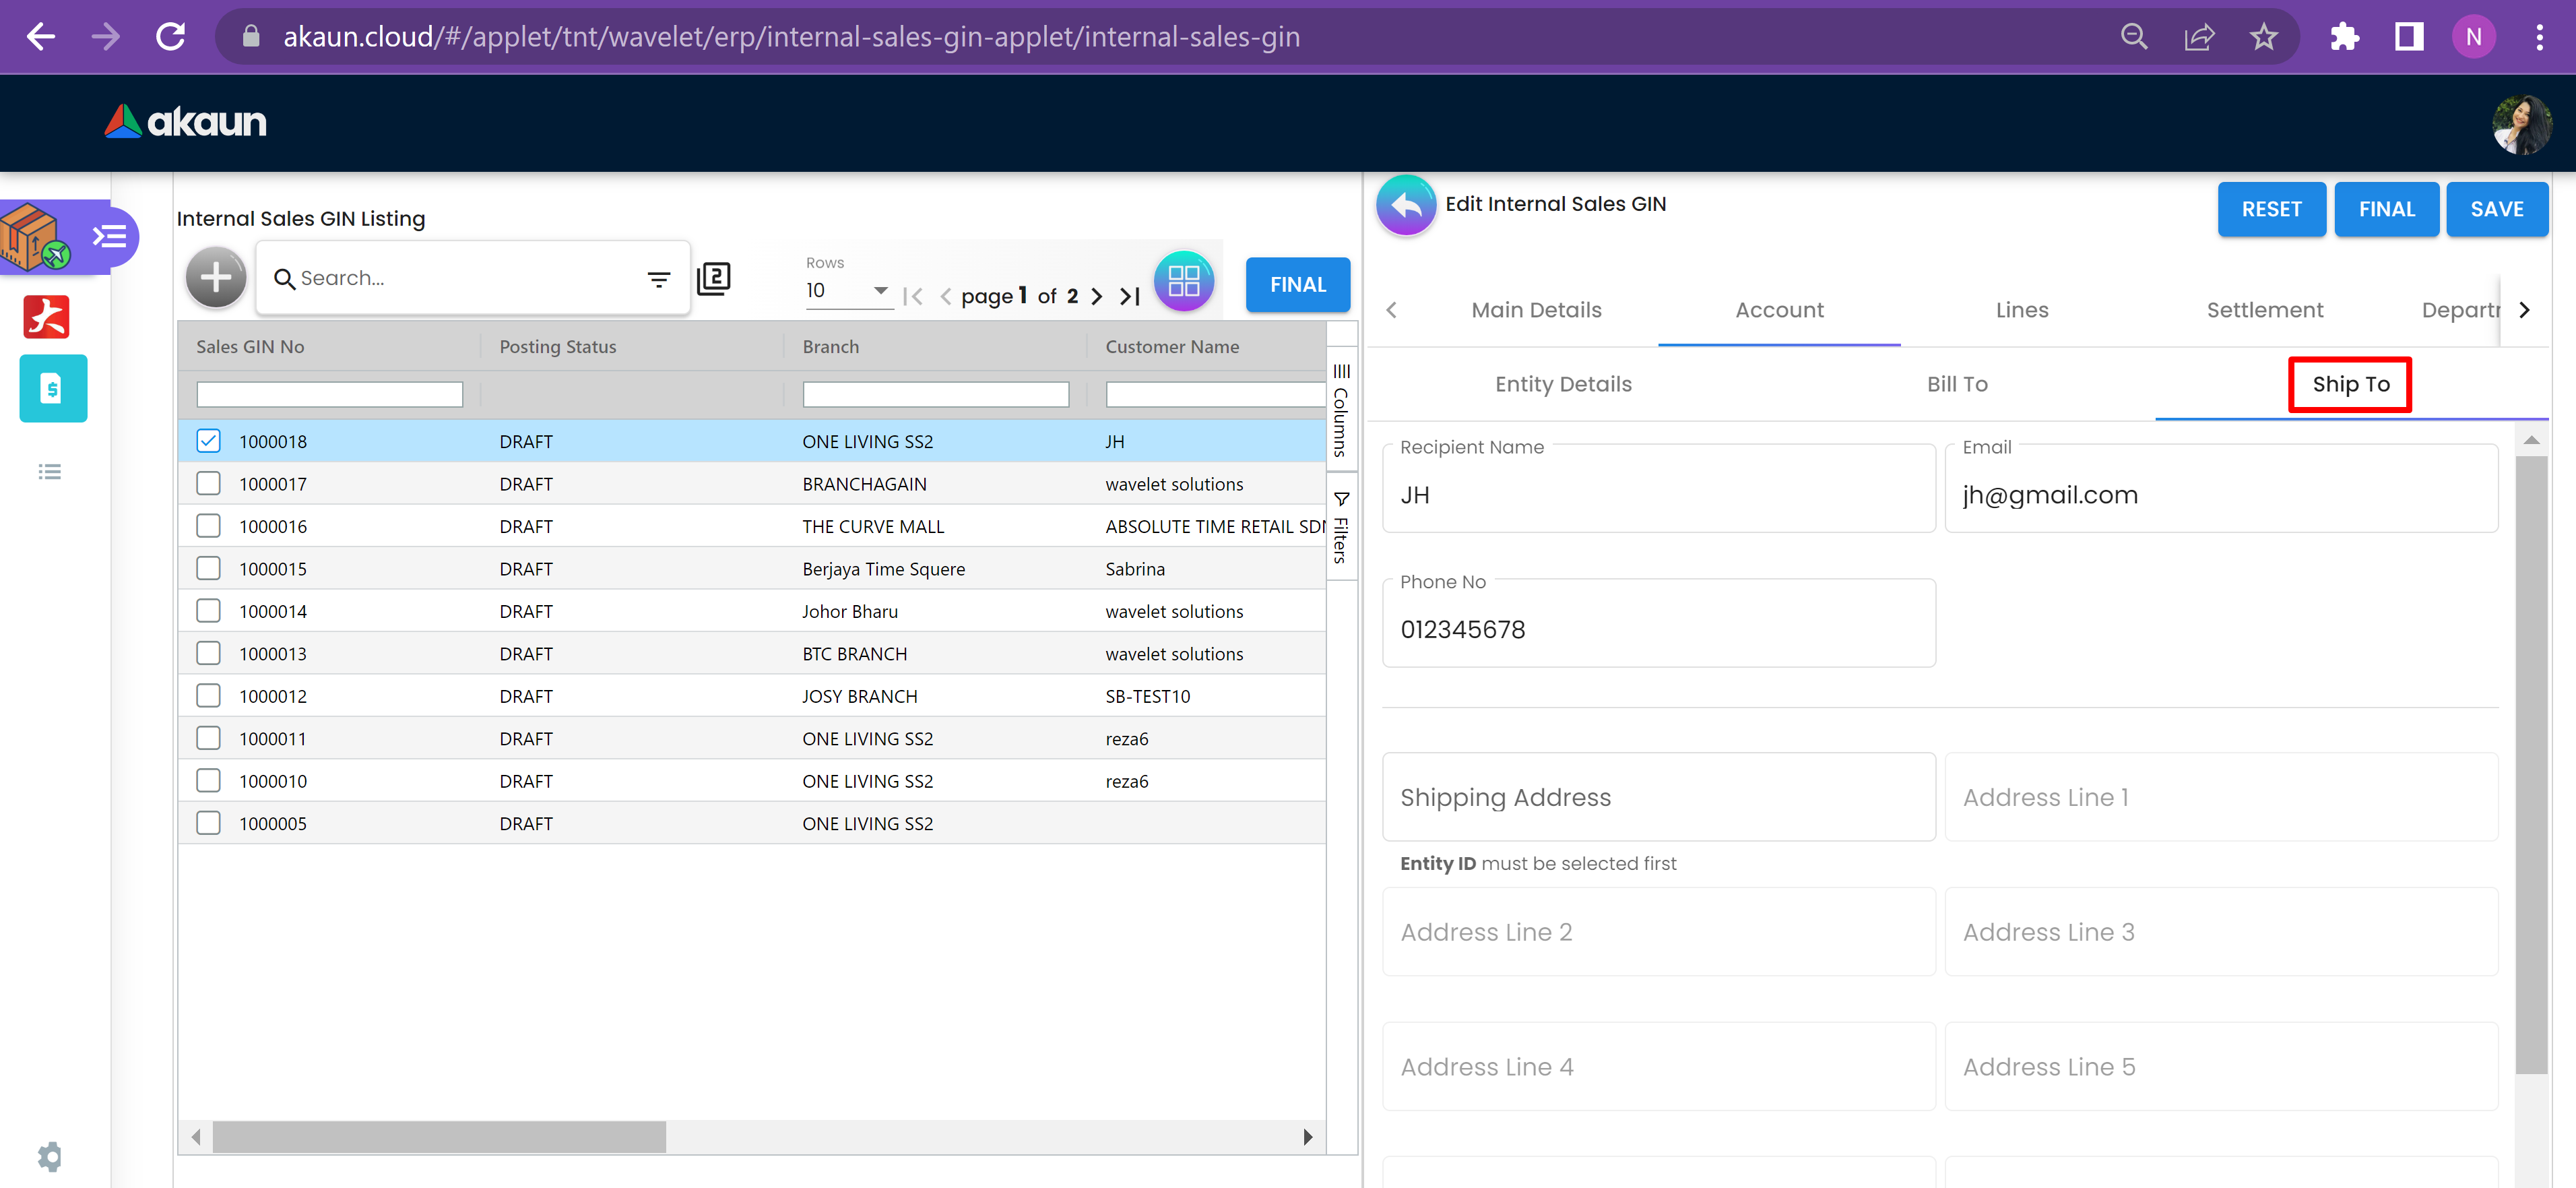 akaun.cloud/#/applet/tnt/wavelet/erp/internal-sales-gin-applet/internal-sales-gin
N
akaun
Internal Sales GIN Listing
Search...
2
Rows
10
page 1 of 2
FINAL
Sales GIN No Posting Status Branch Customer Name
1000018 DRAFT ONE LIVING SS2 JH
1000017 DRAFT BRANCHAGAIN wavelet solutions
1000016 DRAFT THE CURVE MALL ABSOLUTE TIME RETAIL SDN
1000015 DRAFT Berjaya Time Squere Sabrina
1000014 DRAFT Johor Bharu wavelet solutions
1000013 DRAFT BTC BRANCH wavelet solutions
1000012 DRAFT JOSY BRANCH SB-TEST10
1000011 DRAFT ONE LIVING SS2 reza6
1000010 DRAFT ONE LIVING SS2 reza6
1000005 DRAFT ONE LIVING SS2
Columns
Filters
Edit Internal Sales GIN
RESET FINAL SAVE
Main Details Account Lines Settlement Departr
Entity Details Bill To Ship To
Recipient Name
JH
Email
jh@gmail.com
Phone No
012345678
Shipping Address
Address Line 1
Entity ID must be selected first
Address Line 2
Address Line 3
Address Line 4
Address Line 5